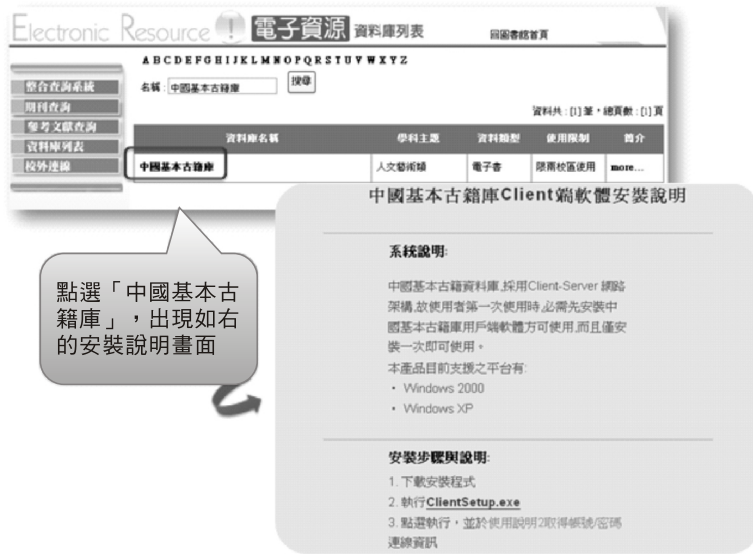 Electronic Resource ! 電子資源 資料庫列表 回圖書館首頁
A B C D E F G H I J K L M N O P Q R S T U V W X Y Z
名稱: 中國基本古籍庫 搜尋
整合查詢系統
期刊查詢
參考文獻查詢
資料庫列表
校外連線
資料共:[1]筆,總頁數:[1]頁
資料庫名稱 學科主題 資料類型 使用限制 簡介
中國基本古籍庫 人文藝術類 電子書 限兩校區使用 more...
點選「中國基本古
籍庫」,出現如右
的安裝說明畫面
中國基本古籍庫Client端軟體安裝說明
系統說明:
中國基本古籍資料庫,採用Client-Server 網路
架構,故使用者第一次使用時,必需先安裝中
國基本古籍庫用戶端軟體方可使用,而且僅安
裝一次即可使用。
本產品目前支援之平台有:
• Windows 2000
• Windows XP
安裝步驟與說明:
1. 下載安裝程式
2. 執行ClientSetup.exe
3. 點選執行,並於使用說明2取得帳號/密碼
連線資訊